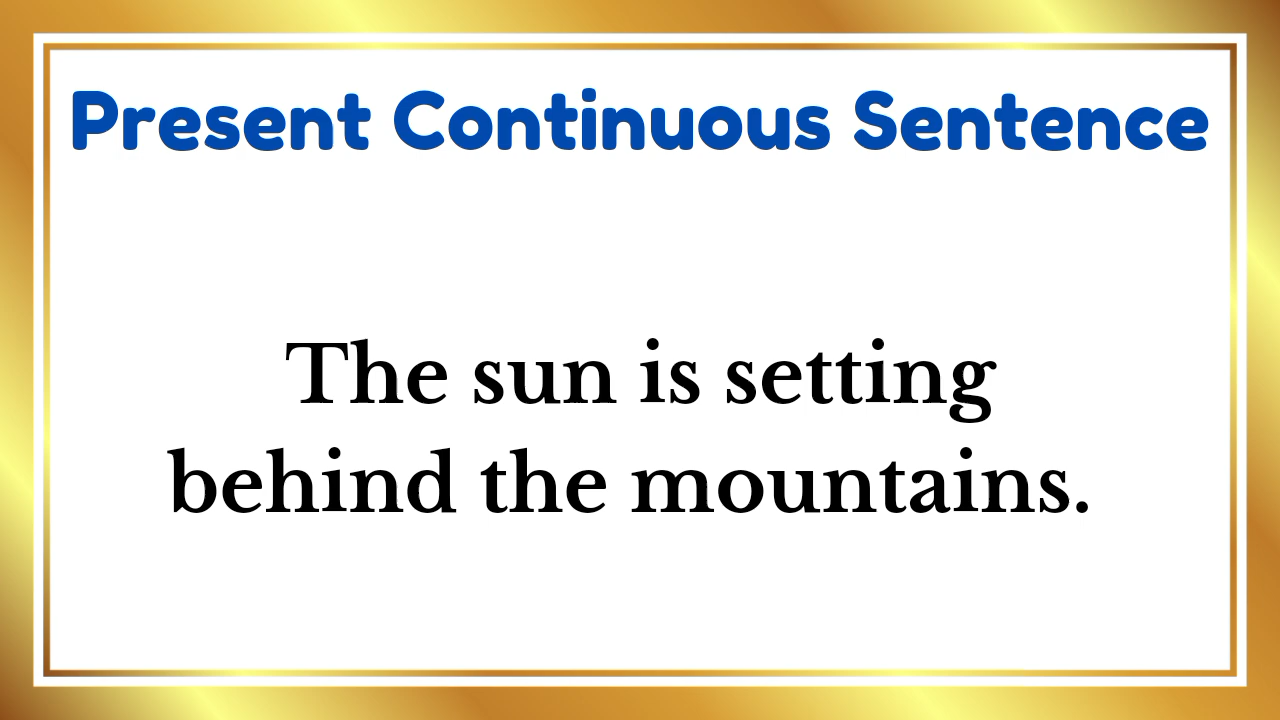 Present Continuous Sentence
The sun is setting
behind the mountains.